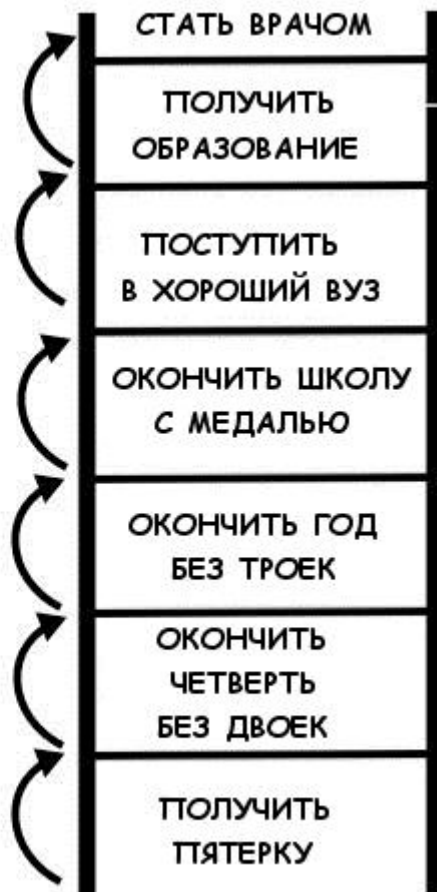 СТАТЬ ВРАЧОМ
ПОЛУЧИТЬ
ОБРАЗОВАНИЕ
ПОСТУПИТЬ
В ХОРОШИЙ ВУЗ
ОКОНЧИТЬ ШКОЛУ
С МЕДАЛЬЮ
ОКОНЧИТЬ ГОД
БЕЗ ТРОЕК
ОКОНЧИТЬ
ЧЕТВЕРТЬ
БЕЗ ДВОЕК
ПОЛУЧИТЬ
ПЯТЕРКУ